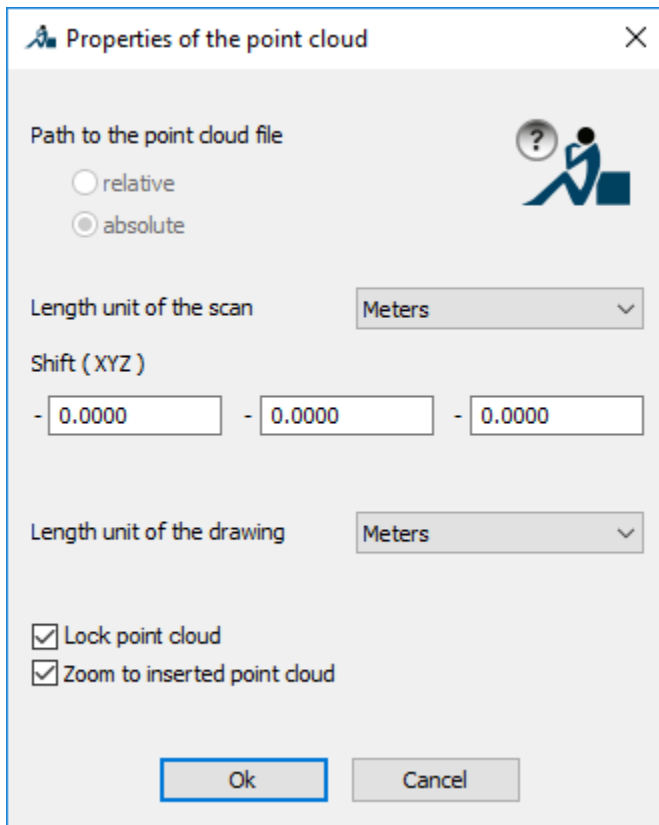 Properties of the point cloud
Path to the point cloud file
?
relative
absolute
Length unit of the scan Meters
Shift ( XYZ )
- 0.0000 - 0.0000 - 0.0000
Length unit of the drawing Meters
Lock point cloud
Zoom to inserted point cloud
Ok Cancel